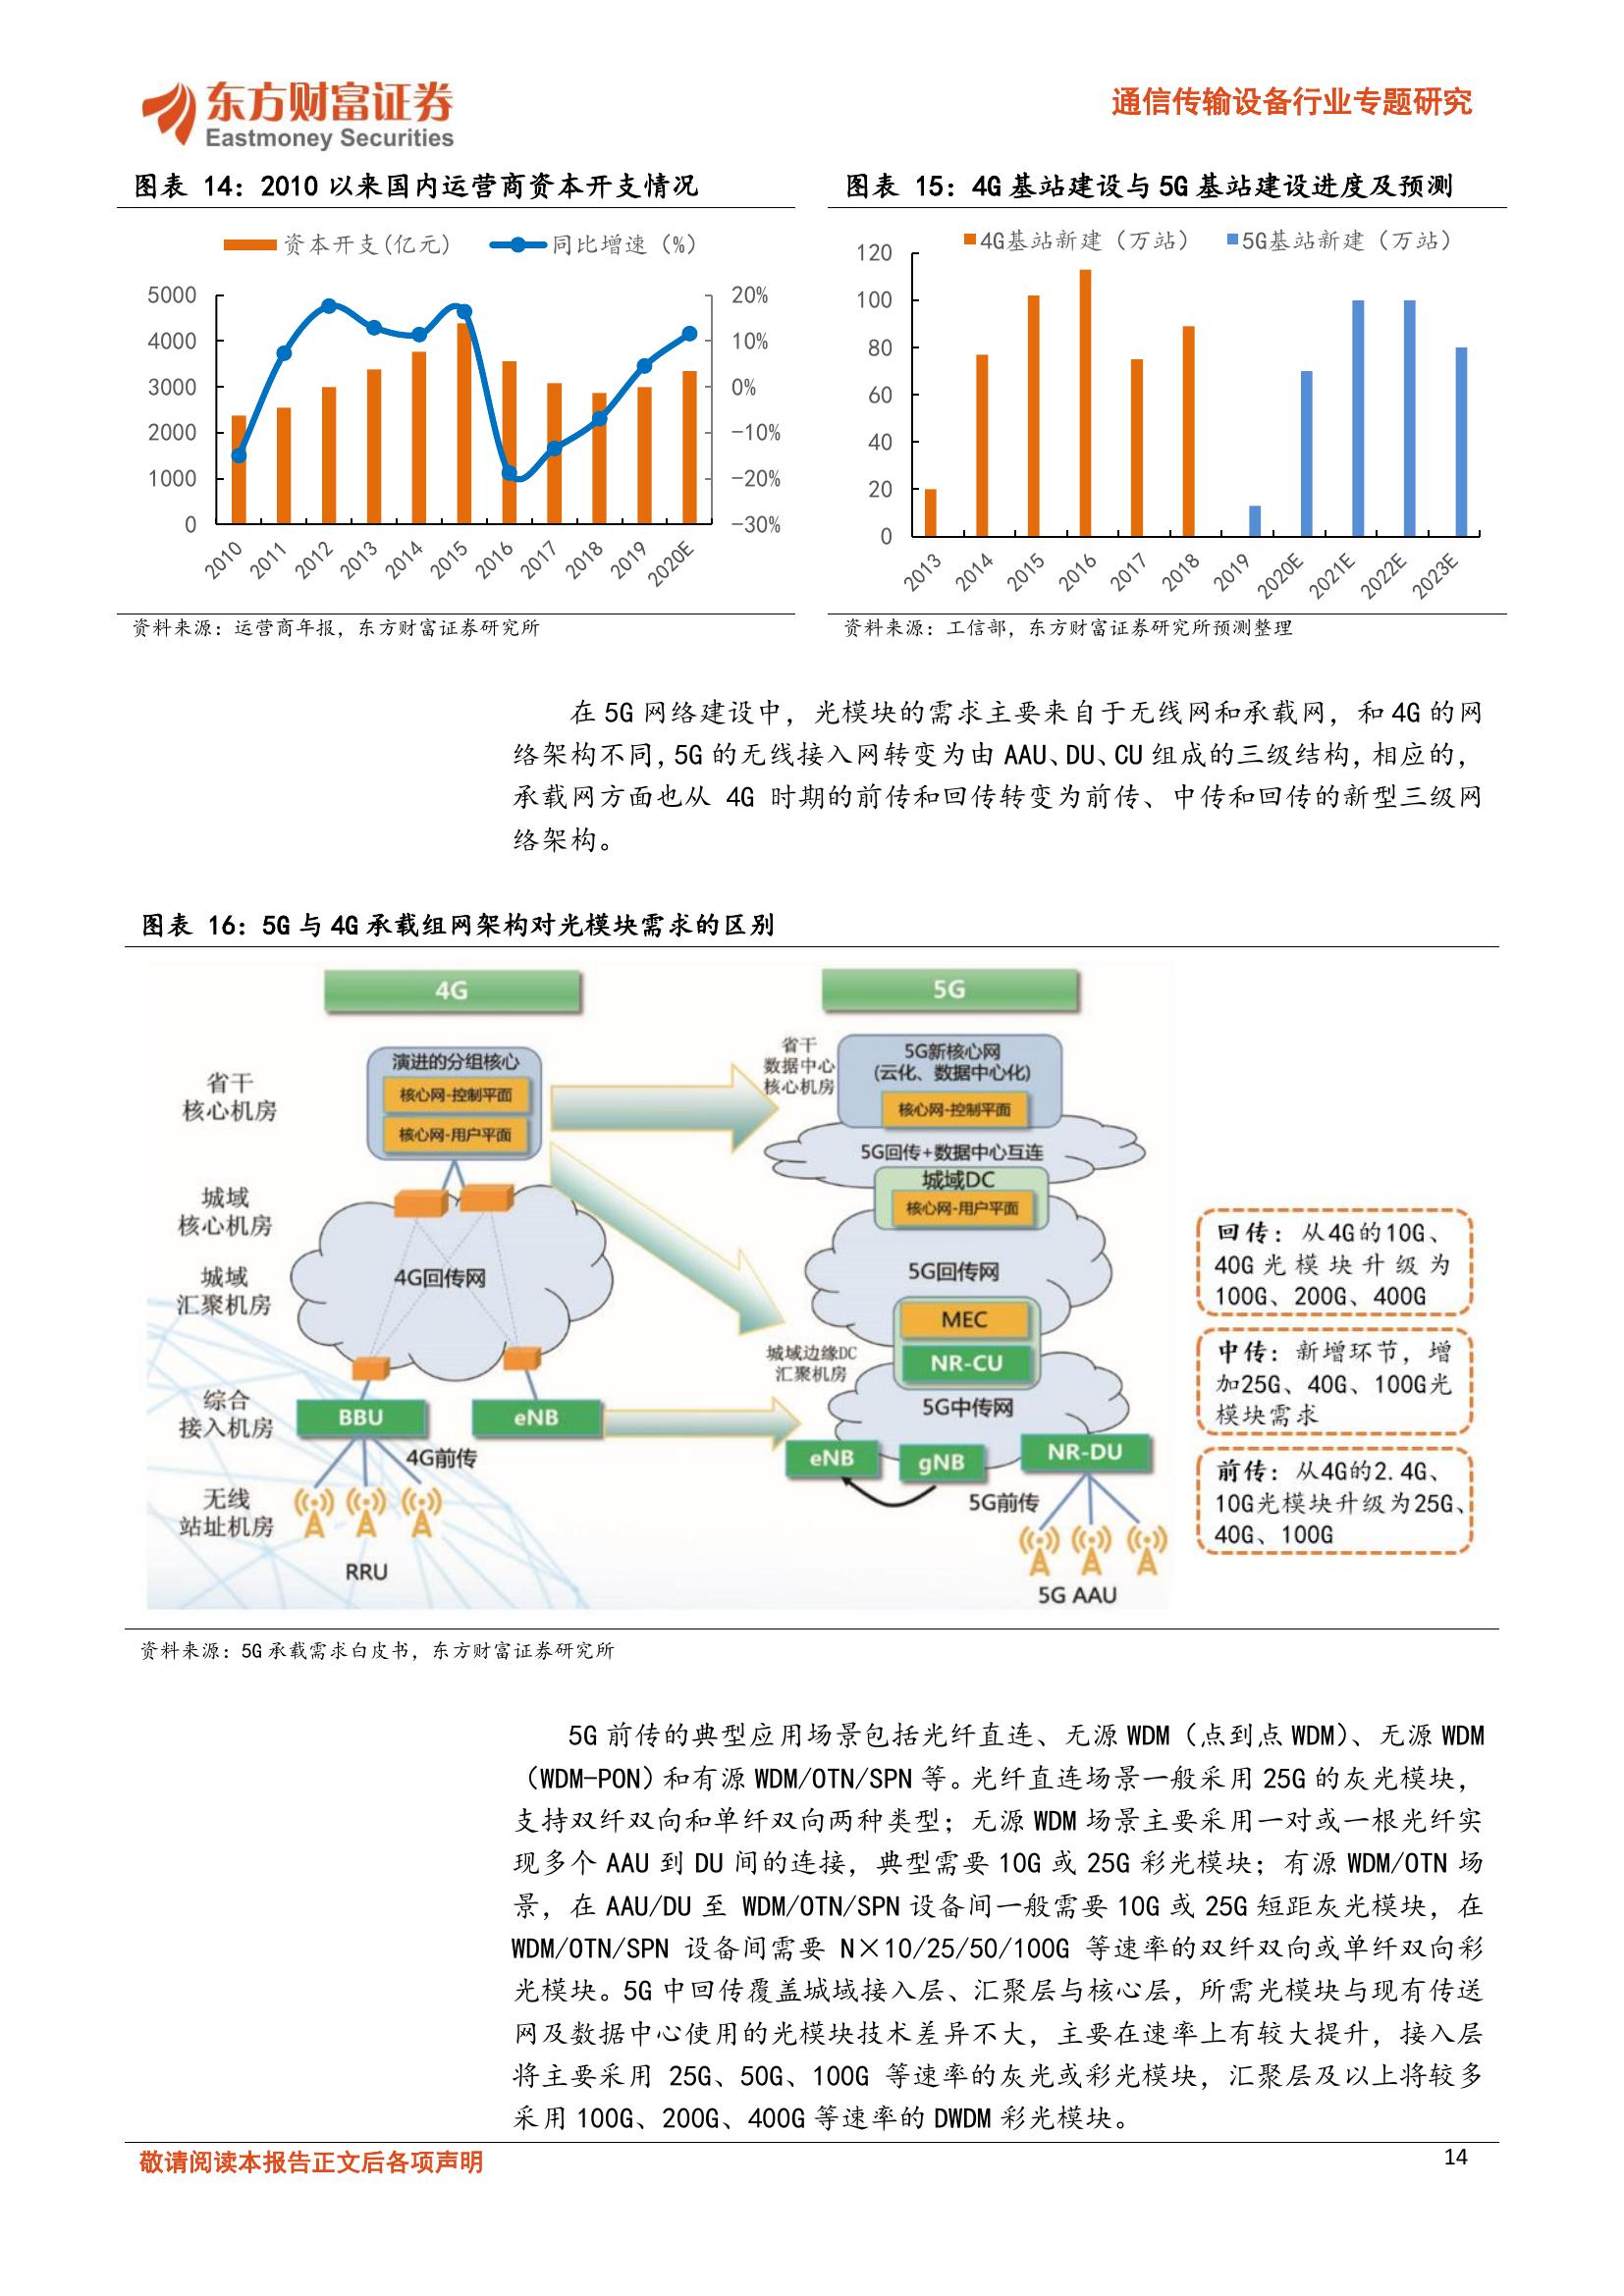 东方财富证券
Eastmoney Securities
通信传输设备行业专题研究
图表 14：2010 以来国内运营商资本开支情况
资本开支(亿元) 同比增速（%）
5000
4000
3000
2000
1000
0
20%
10%
0%
-10%
-20%
-30%
2010 2011 2012 2013 2014 2015 2016 2017 2018 2019 2020E
资料来源：运营商年报，东方财富证券研究所
图表 15：4G 基站建设与 5G 基站建设进度及预测
4G基站新建（万站） 5G基站新建（万站）
120
100
80
60
40
20
0
2013 2014 2015 2016 2017 2018 2019 2020E 2021E 2022E 2023E
资料来源：工信部，东方财富证券研究所预测整理
在 5G 网络建设中，光模块的需求主要来自于无线网和承载网，和 4G 的网
络架构不同，5G 的无线接入网转变为由 AAU、DU、CU 组成的三级结构，相应的，
承载网方面也从 4G 时期的前传和回传转变为前传、中传和回传的新型三级网
络架构。
图表 16：5G 与 4G 承载组网架构对光模块需求的区别
4G
省干
核心机房
城域
核心机房
城域
汇聚机房
综合
接入机房
无线
站址机房
演进的分组核心
核心网-控制平面
核心网-用户平面
4G回传网
BBU
eNB
4G前传
RRU
5G
省干
数据中心
核心机房
5G新核心网
(云化、数据中心化)
核心网-控制平面
5G回传+数据中心互连
城域DC
核心网-用户平面
5G回传网
MEC
NR-CU
城域边缘DC
汇聚机房
5G中传网
eNB
gNB
NR-DU
5G前传
5G AAU
回传：从4G的10G、
40G光模块升级为
100G、200G、400G
中传：新增环节，增
加25G、40G、100G光
模块需求
前传：从4G的2.4G、
10G光模块升级为25G、
40G、100G
资料来源：5G 承载需求白皮书，东方财富证券研究所
5G 前传的典型应用场景包括光纤直连、无源 WDM（点到点 WDM）、无源 WDM
（WDM-PON）和有源 WDM/OTN/SPN 等。光纤直连场景一般采用 25G 的灰光模块，
支持双纤双向和单纤双向两种类型；无源 WDM 场景主要采用一对或一根光纤实
现多个 AAU 到 DU 间的连接，典型需要 10G 或 25G 彩光模块；有源 WDM/OTN 场
景，在 AAU/DU 至 WDM/OTN/SPN 设备间一般需要 10G 或 25G 短距灰光模块，在
WDM/OTN/SPN 设备间需要 N×10/25/50/100G 等速率的双纤双向或单纤双向彩
光模块。5G 中回传覆盖城域接入层、汇聚层与核心层，所需光模块与现有传送
网及数据中心使用的光模块技术差异不大，主要在速率上有较大提升，接入层
将主要采用 25G、50G、100G 等速率的灰光或彩光模块，汇聚层及以上将较多
采用 100G、200G、400G 等速率的 DWDM 彩光模块。
敬请阅读本报告正文后各项声明
14